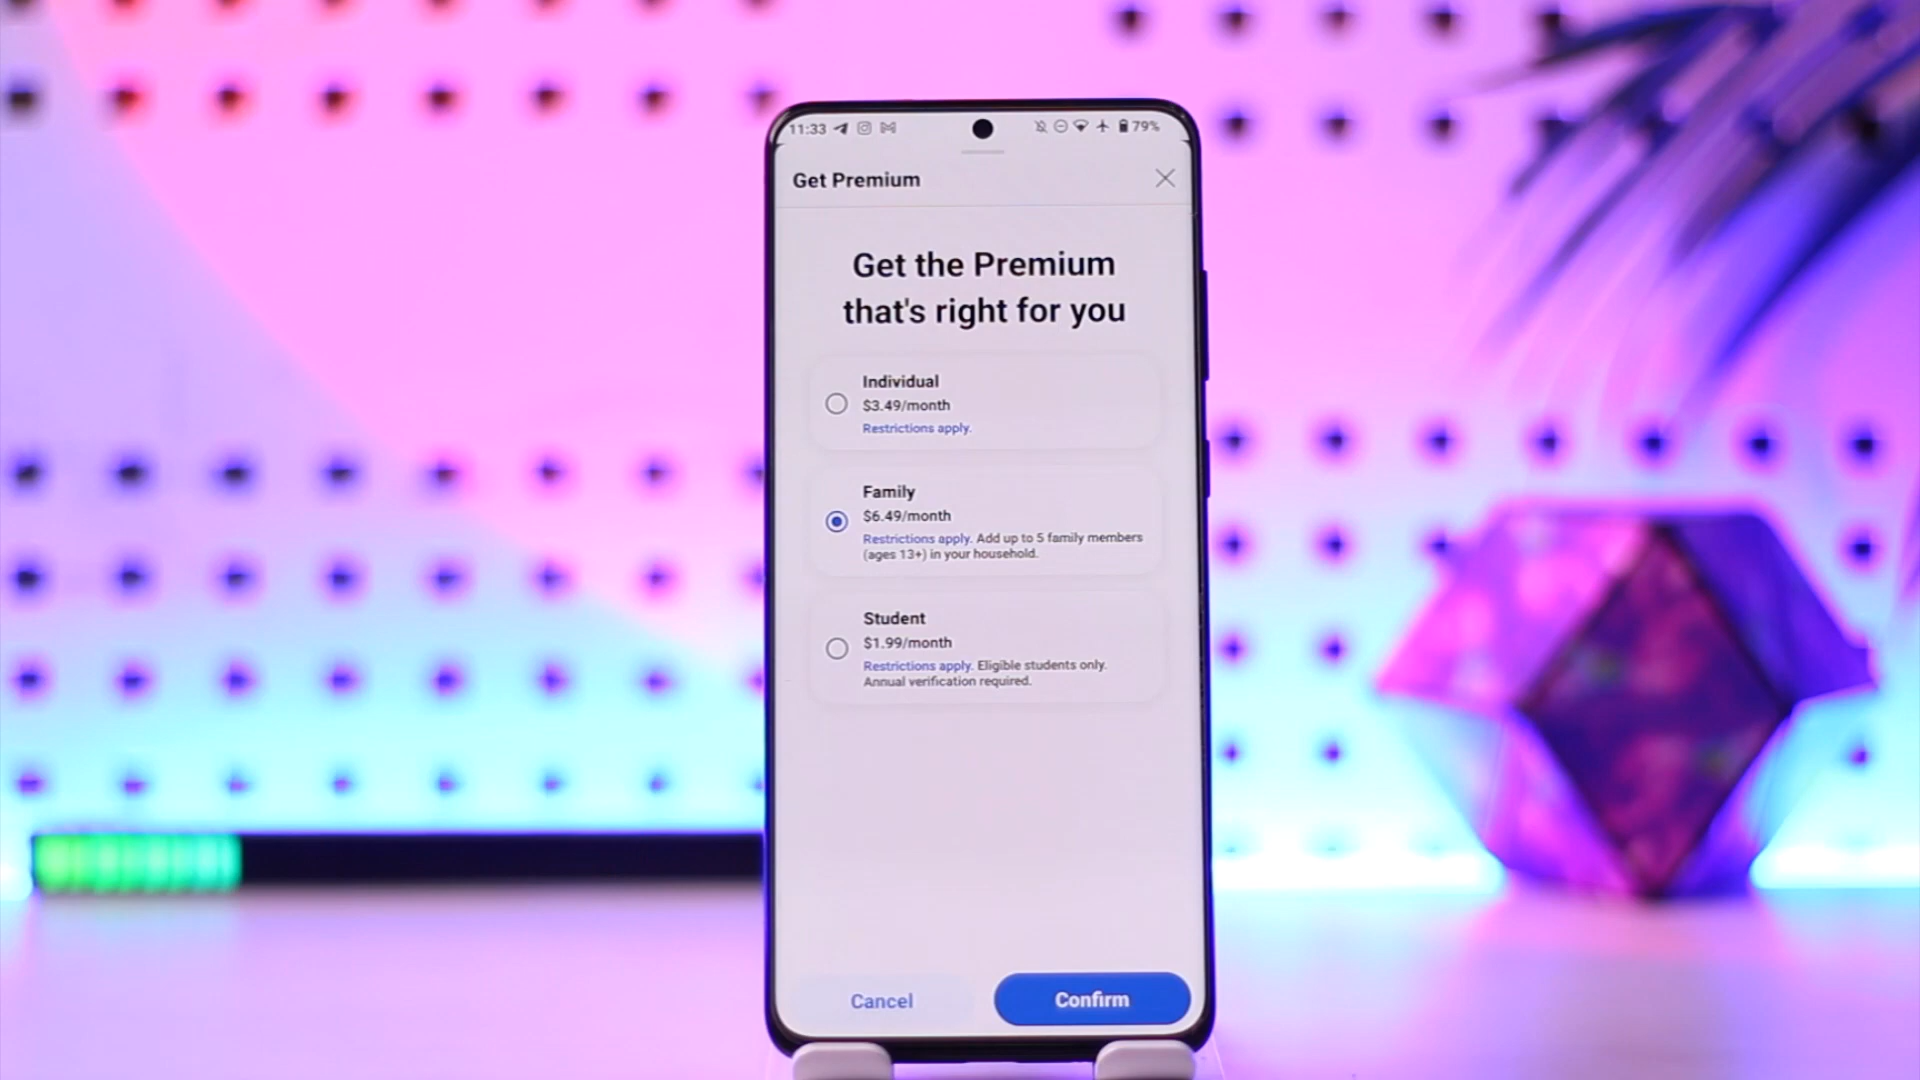 11:33 79%
Get Premium
Get the Premium
that's right for you
Individual
$3.49/month
Restrictions apply.
Family
$6.49/month
Restrictions apply. Add up to 5 family members
(ages 13+) in your household.
Student
$1.99/month
Restrictions apply. Eligible students only.
Annual verification required.
Cancel Confirm